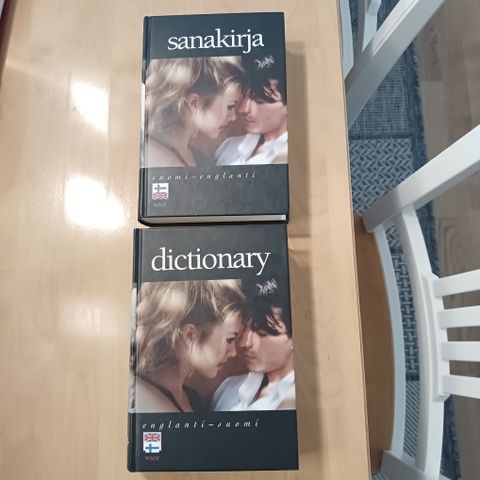 sanakirja
suomi–englanti
WSOY
dictionary
englanti–suomi
WSOY